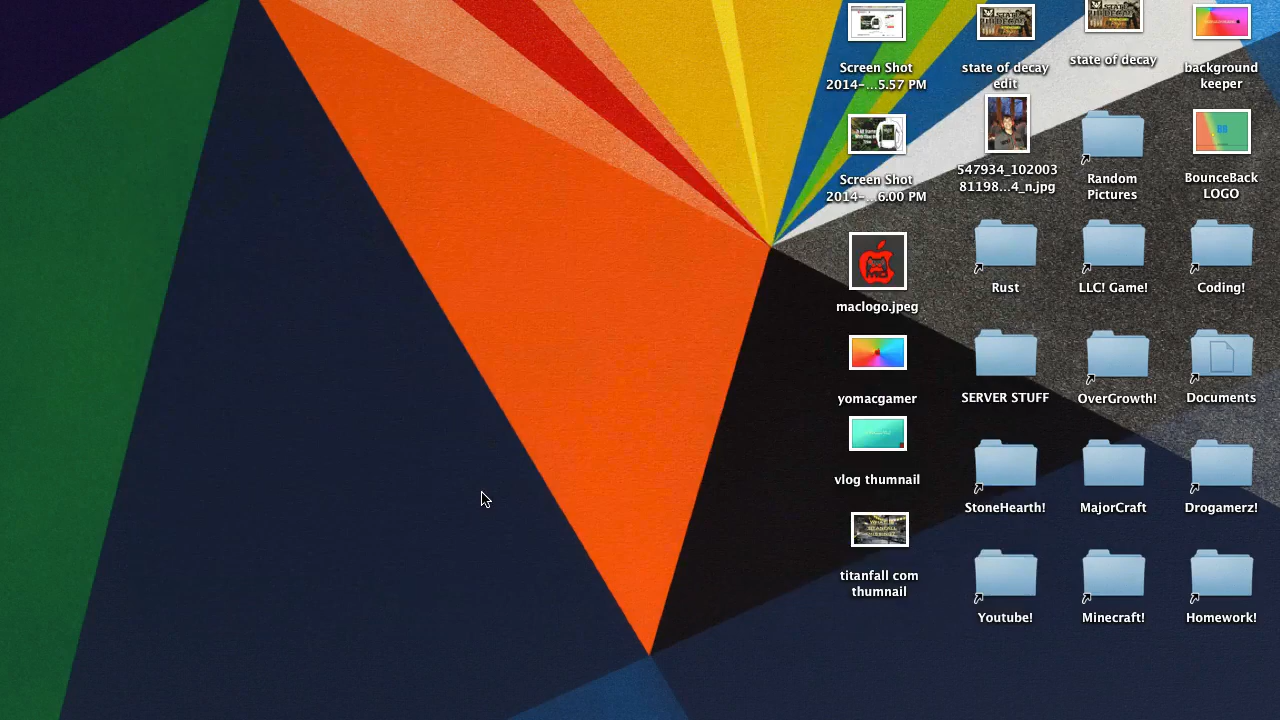 Screen Shot
2014-...5.57 PM
state of decay
edit
state of decay
background
keeper
Screen Shot
2014-...6.00 PM
547934_102003
81198...4_n.jpg
Random
Pictures
BounceBack
LOGO
maclogo.jpeg
Rust
LLC! Game!
Coding!
yomacgamer
SERVER STUFF
OverGrowth!
Documents
vlog thumnail
StoneHearth!
MajorCraft
Drogamerz!
titanfall com
thumnail
Youtube!
Minecraft!
Homework!